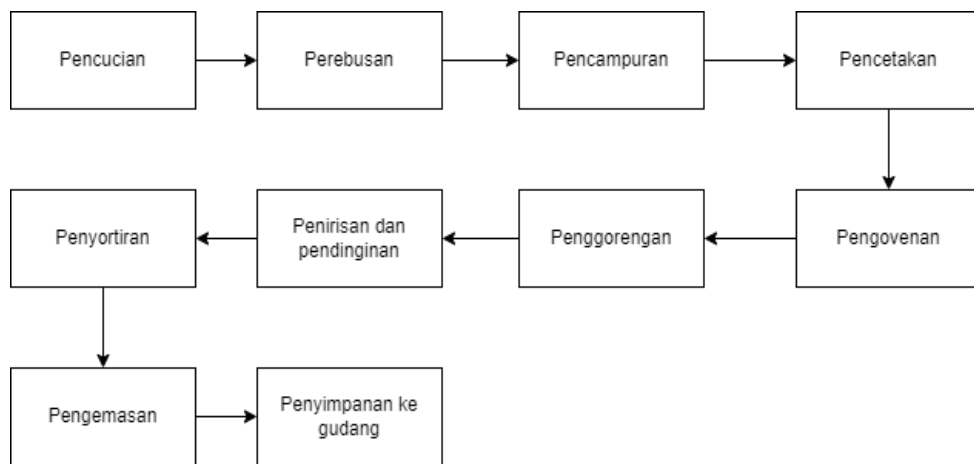 Pencucian
Perebusan
Pencampuran
Pencetakan
Pengovenan
Penggorengan
Penirisan dan
pendinginan
Penyortiran
Pengemasan
Penyimpanan ke
gudang